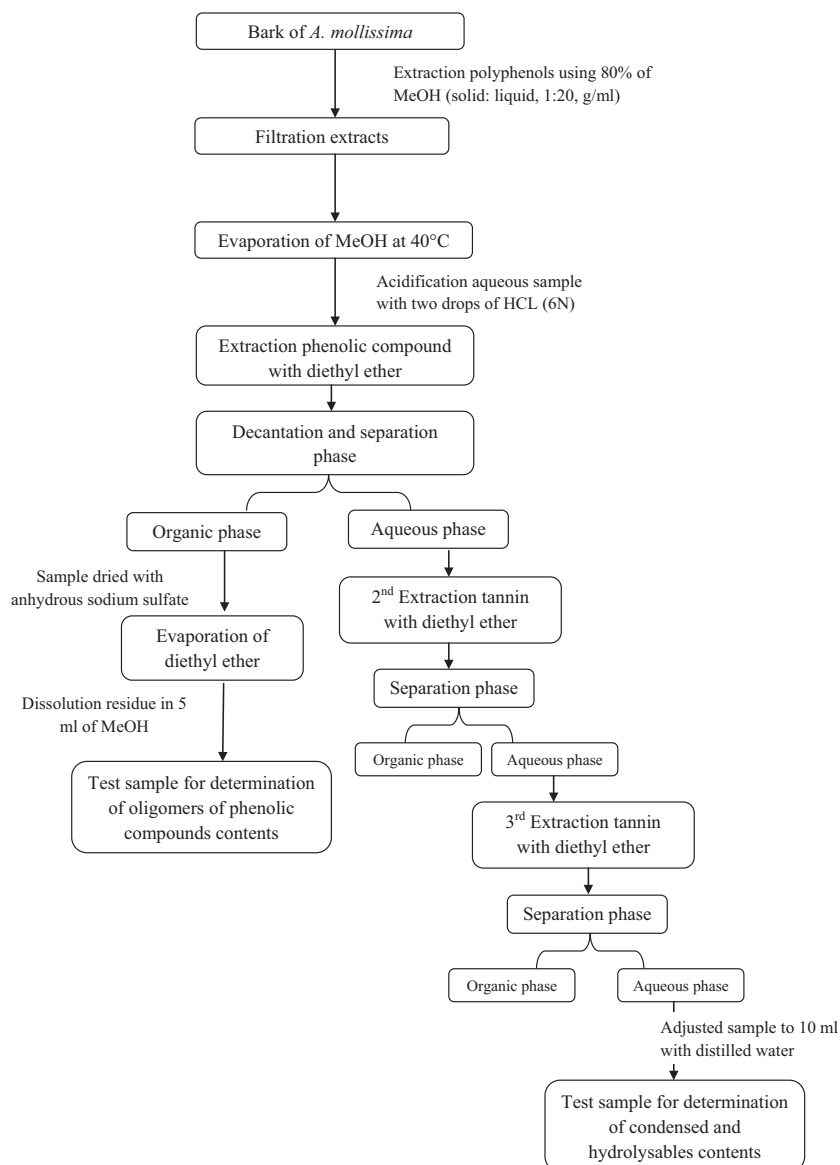 Bark of A. mollissima
Extraction polyphenols using 80% of
MeOH (solid: liquid, 1:20, g/ml)
Filtration extracts
Evaporation of MeOH at 40°C
Acidification aqueous sample
with two drops of HCL (6N)
Extraction phenolic compound
with diethyl ether
Decantation and separation
phase
Organic phase
Aqueous phase
Sample dried with
anhydrous sodium sulfate
2nd Extraction tannin
with diethyl ether
Evaporation of
diethyl ether
Separation phase
Dissolution residue in 5
ml of MeOH
Organic phase
Aqueous phase
Test sample for determination
of oligomers of phenolic
compounds contents
3rd Extraction tannin
with diethyl ether
Separation phase
Organic phase
Aqueous phase
Adjusted sample to 10 ml
with distilled water
Test sample for determination
of condensed and
hydrolysables contents